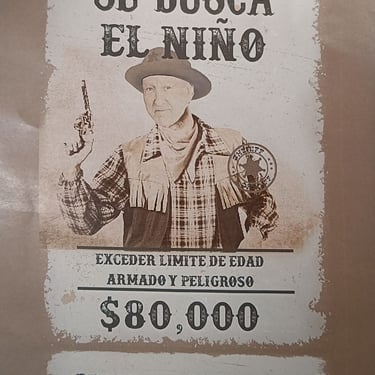 SE BUSCA
EL NIÑO
EXCEDER LIMITE DE EDAD
ARMADO Y PELIGROSO
$80,000